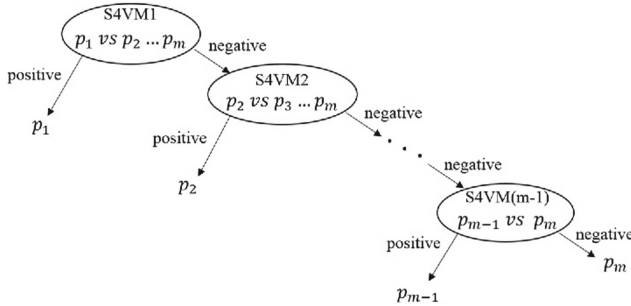 S4VM1
p₁ vs p₂ ... pₘ
positive
negative
p₁
S4VM2
p₂ vs p₃ ... pₘ
positive
negative
p₂
. . .
negative
S4VM(m-1)
pₘ₋₁ vs pₘ
positive
negative
pₘ₋₁
pₘ